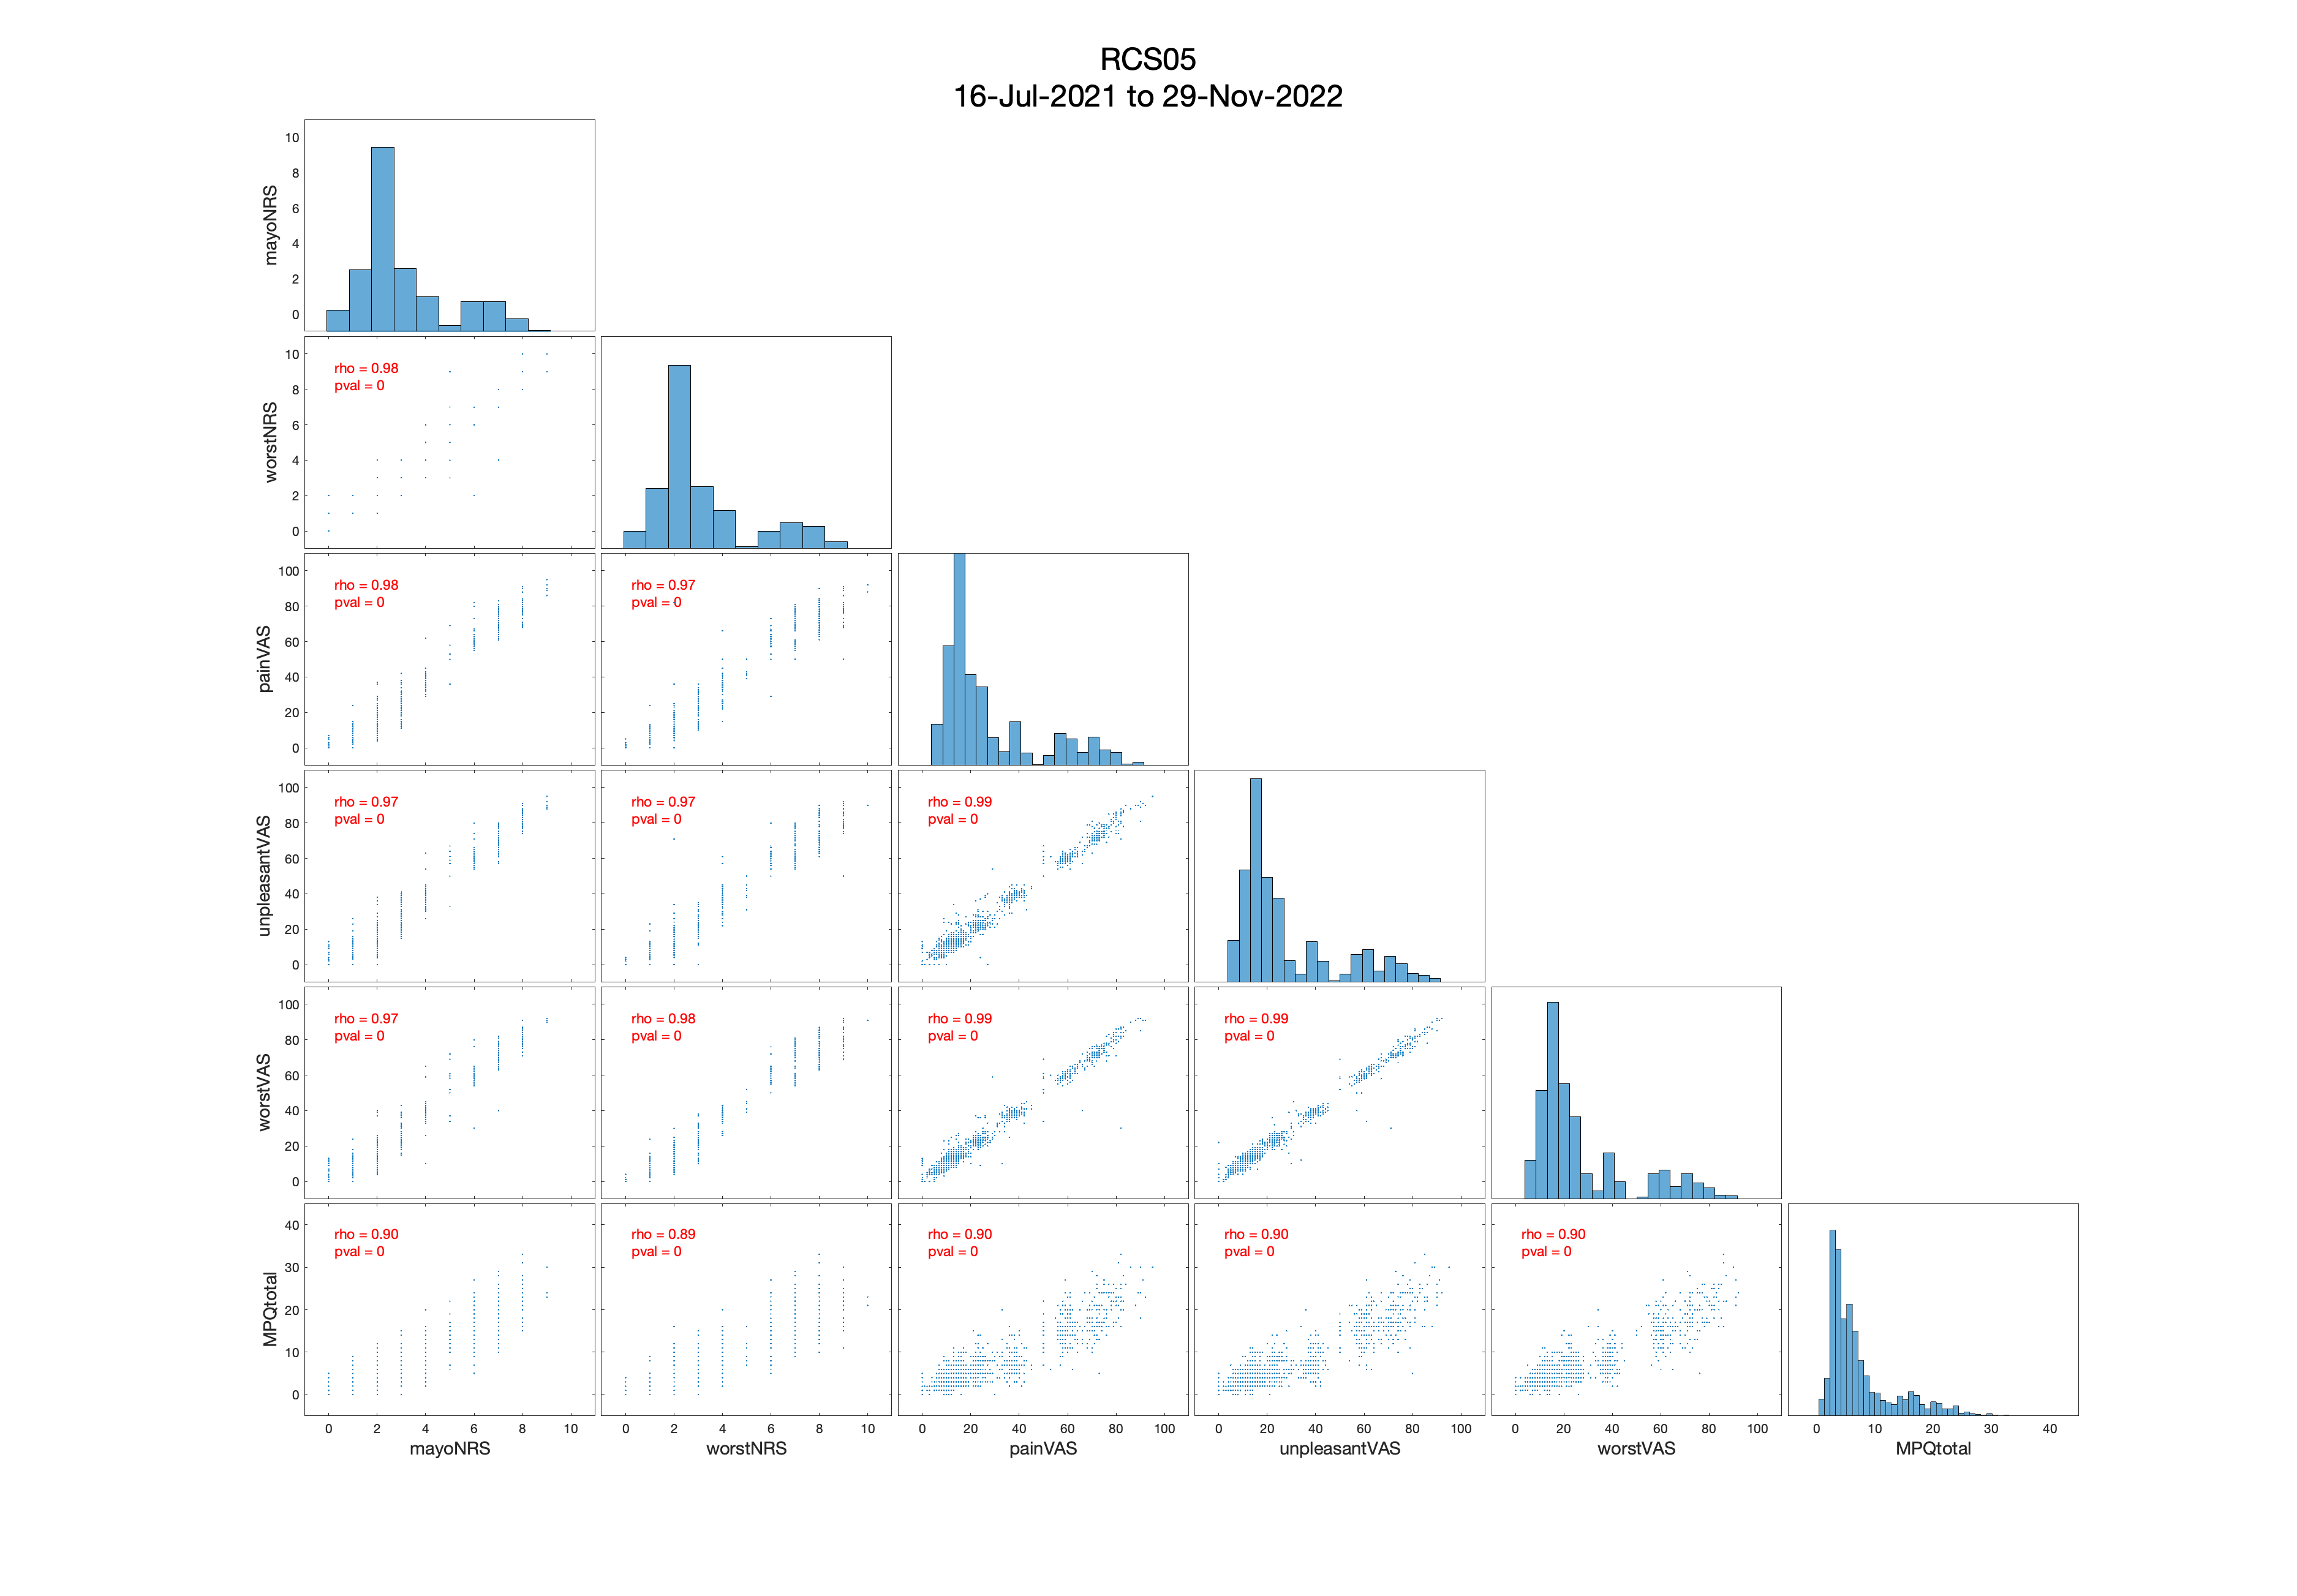 RCS05
16-Jul-2021 to 29-Nov-2022
10
8
6
4
2
0
mayoNRS
10
8
6
4
2
0
worstNRS
rho = 0.98
pval = 0
100
80
60
40
20
0
painVAS
rho = 0.98
pval = 0
rho = 0.97
pval = 0
100
80
60
40
20
0
unpleasantVAS
rho = 0.97
pval = 0
rho = 0.97
pval = 0
rho = 0.99
pval = 0
100
80
60
40
20
0
worstVAS
rho = 0.97
pval = 0
rho = 0.98
pval = 0
rho = 0.99
pval = 0
rho = 0.99
pval = 0
40
30
20
10
0
MPQtotal
rho = 0.90
pval = 0
rho = 0.89
pval = 0
rho = 0.90
pval = 0
rho = 0.90
pval = 0
rho = 0.90
pval = 0
0 2 4 6 8 10
mayoNRS
0 2 4 6 8 10
worstNRS
0 20 40 60 80 100
painVAS
0 20 40 60 80 100
unpleasantVAS
0 20 40 60 80 100
worstVAS
0 10 20 30 40
MPQtotal